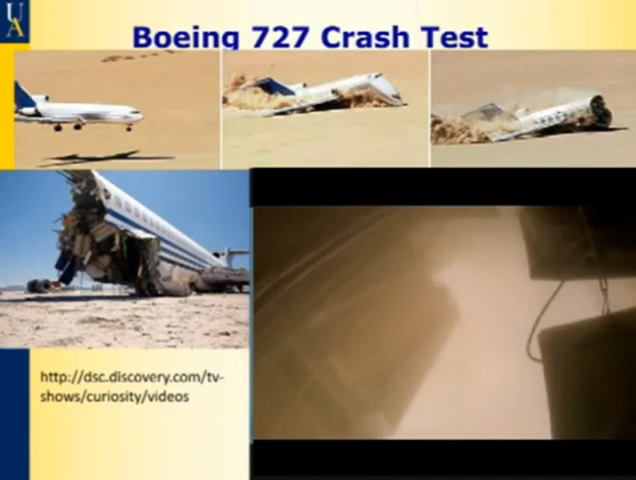 UA
Boeing 727 Crash Test
http://dsc.discovery.com/tv-
shows/curiosity/videos